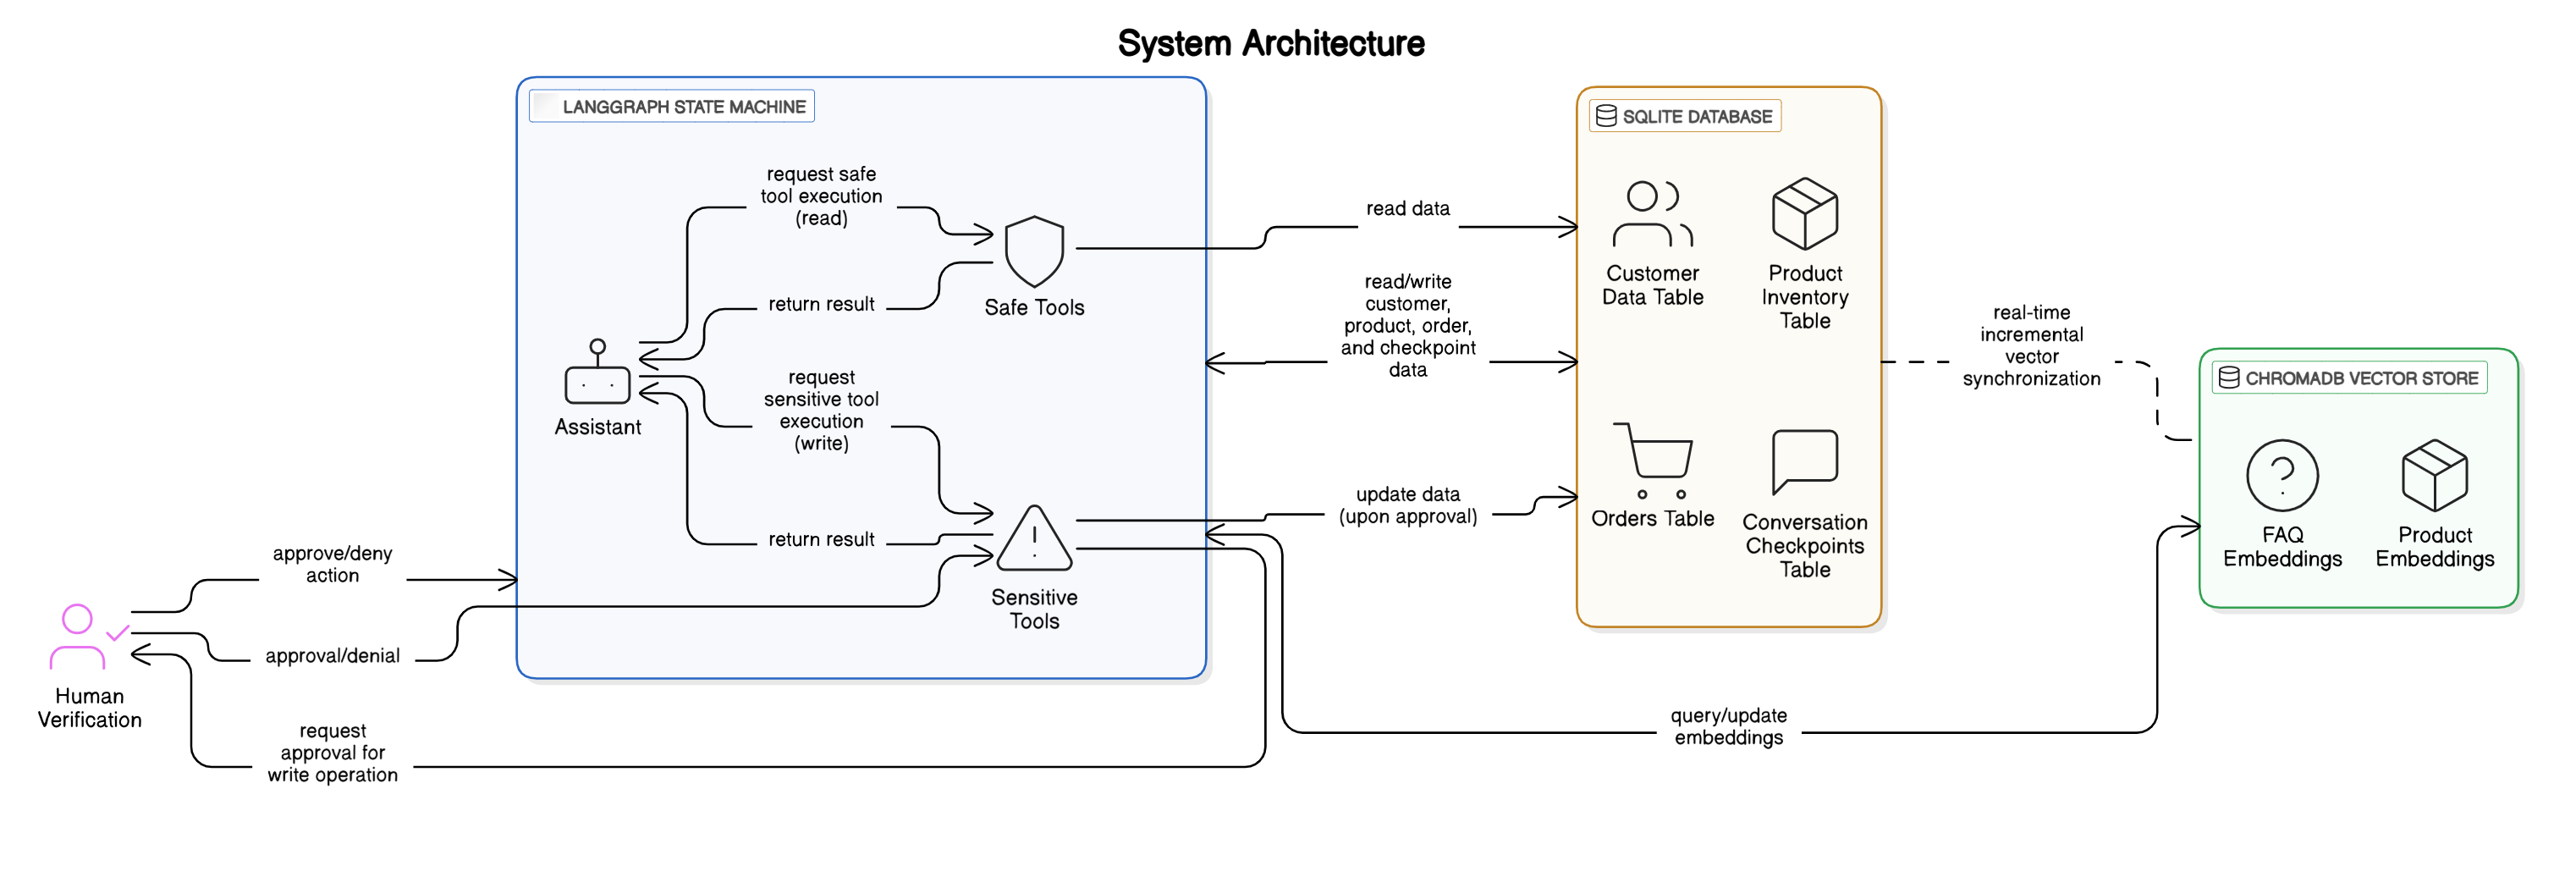 System Architecture
LANGGRAPH STATE MACHINE
request safe
tool execution
(read)
return result
Safe Tools
Assistant
request
sensitive tool
execution
(write)
return result
Sensitive
Tools
approve/deny
action
approval/denial
Human
Verification
request
approval for
write operation
read data
read/write
customer,
product, order,
and checkpoint
data
update data
(upon approval)
query/update
embeddings
SQLITE DATABASE
Customer
Data Table
Product
Inventory
Table
Orders Table
Conversation
Checkpoints
Table
real-time
incremental
vector
synchronization
CHROMADB VECTOR STORE
FAQ
Embeddings
Product
Embeddings